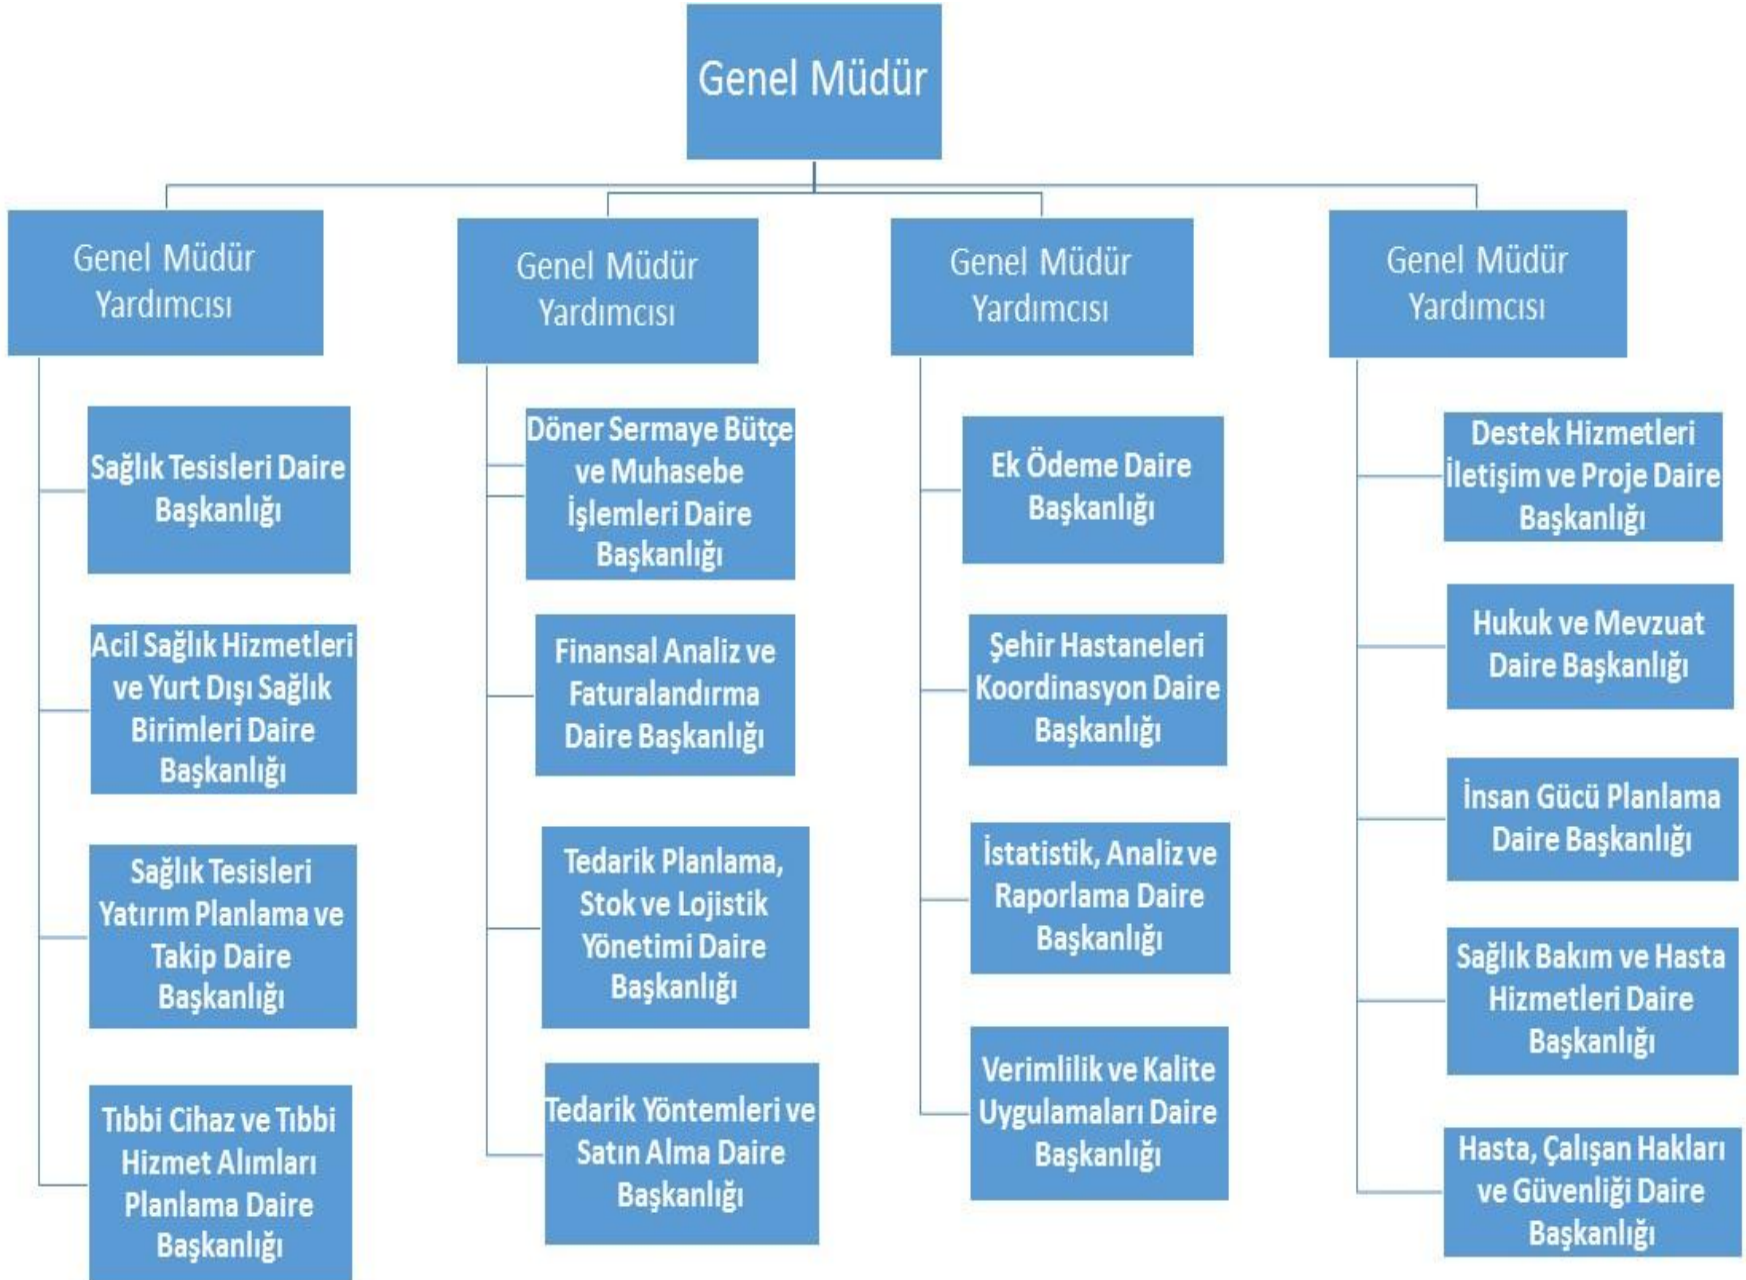 Genel Müdür
Genel Müdür
Yardımcısı
Sağlık Tesisleri Daire
Başkanlığı
Acil Sağlık Hizmetleri
ve Yurt Dışı Sağlık
Birimleri Daire
Başkanlığı
Sağlık Tesisleri
Yatırım Planlama ve
Takip Daire
Başkanlığı
Tıbbi Cihaz ve Tıbbi
Hizmet Alımları
Planlama Daire
Başkanlığı
Genel Müdür
Yardımcısı
Döner Sermaye Bütçe
ve Muhasebe
İşlemleri Daire
Başkanlığı
Finansal Analiz ve
Faturalandırma
Daire Başkanlığı
Tedarik Planlama,
Stok ve Lojistik
Yönetimi Daire
Başkanlığı
Tedarik Yöntemleri ve
Satın Alma Daire
Başkanlığı
Genel Müdür
Yardımcısı
Ek Ödeme Daire
Başkanlığı
Şehir Hastaneleri
Koordinasyon Daire
Başkanlığı
İstatistik, Analiz ve
Raporlama Daire
Başkanlığı
Verimlilik ve Kalite
Uygulamaları Daire
Başkanlığı
Genel Müdür
Yardımcısı
Destek Hizmetleri
İletişim ve Proje Daire
Başkanlığı
Hukuk ve Mevzuat
Daire Başkanlığı
İnsan Gücü Planlama
Daire Başkanlığı
Sağlık Bakım ve Hasta
Hizmetleri Daire
Başkanlığı
Hasta, Çalışan Hakları
ve Güvenliği Daire
Başkanlığı